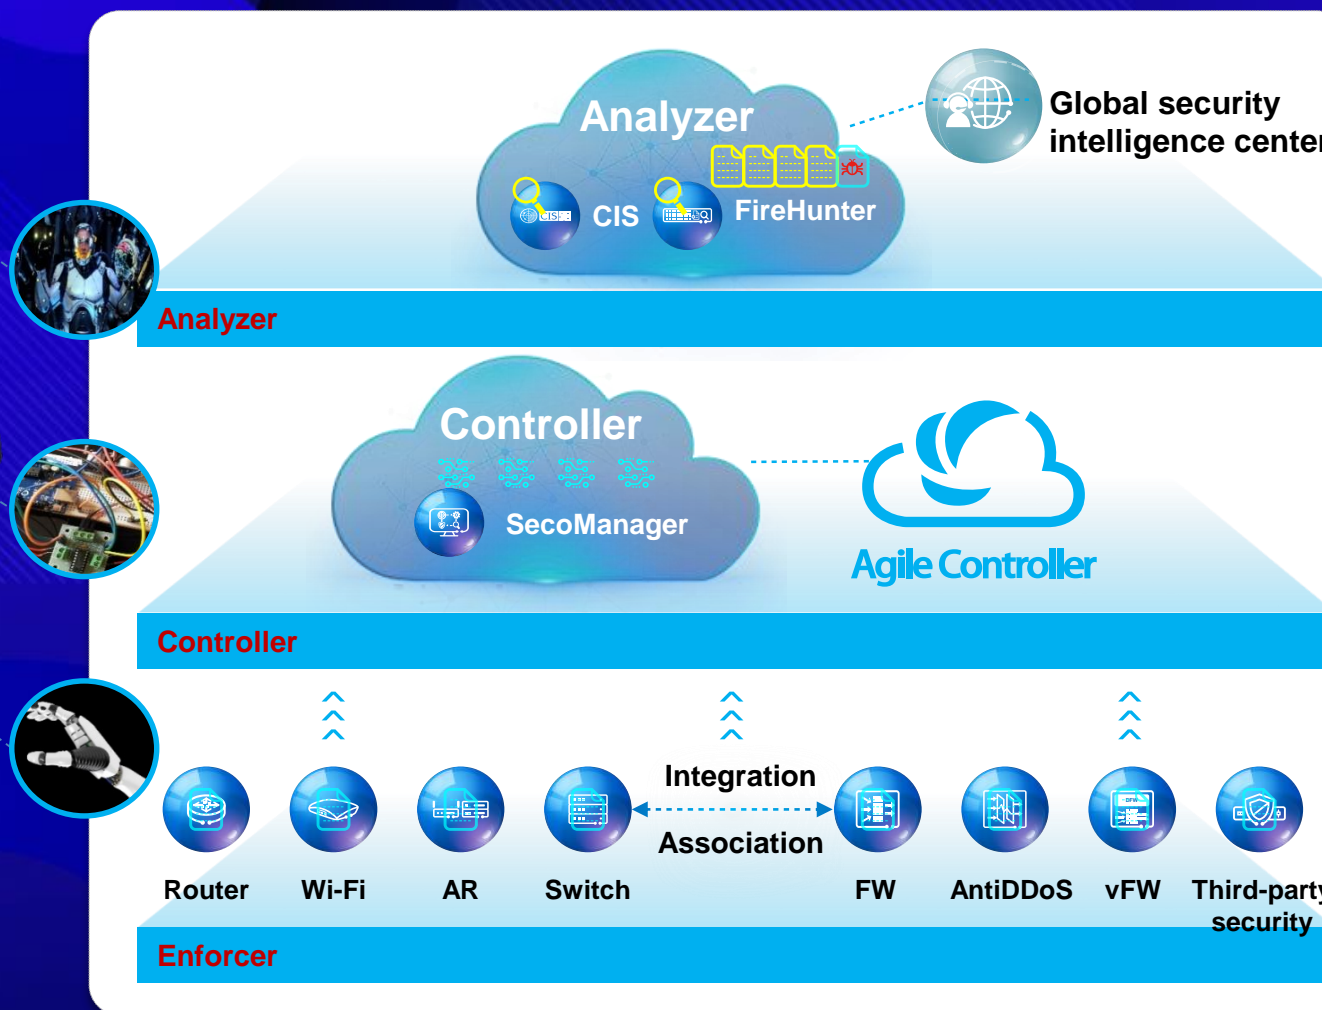 Analyzer
Global security
intelligence center
CIS
CIS
FireHunter
Analyzer
Controller
SecoManager
Agile Controller
Controller
Integration
Association
Router
Wi-Fi
AR
Switch
FW
AntiDDoS
vFW
Third-party
security
Enforcer